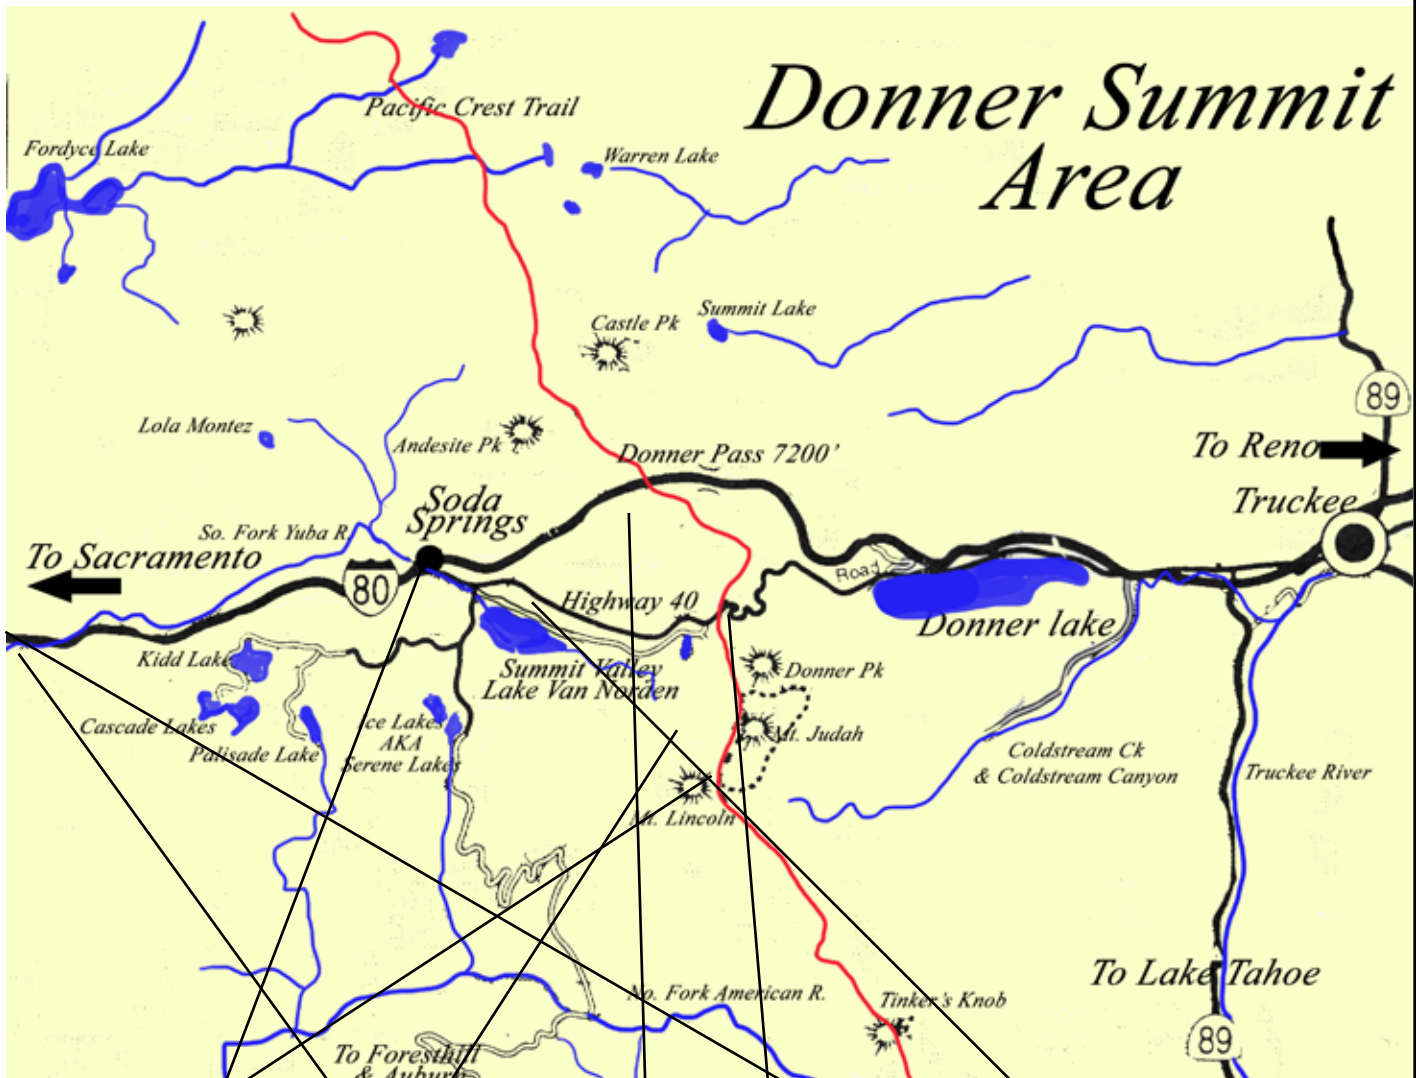 Donner Summit
Area
Pacific Crest Trail
Fordyce Lake
Warren Lake
Summit Lake
Castle Pk
89
Lola Montez
Andesite Pk
Donner Pass 7200'
To Reno
Truckee
Soda
Springs
So. Fork Yuba R.
To Sacramento
80
Road
Highway 40
Donner lake
Kidd Lake
Summit Valley
Lake Van Norden
Donner Pk
Cascade Lakes
Ice Lakes
AKA
Serene Lakes
Palisade Lake
Mt. Judah
Coldstream Ck
& Coldstream Canyon
Truckee River
Mt. Lincoln
To Lake Tahoe
No. Fork American R.
Tinker's Knob
89
To Foresthill
& Auburn